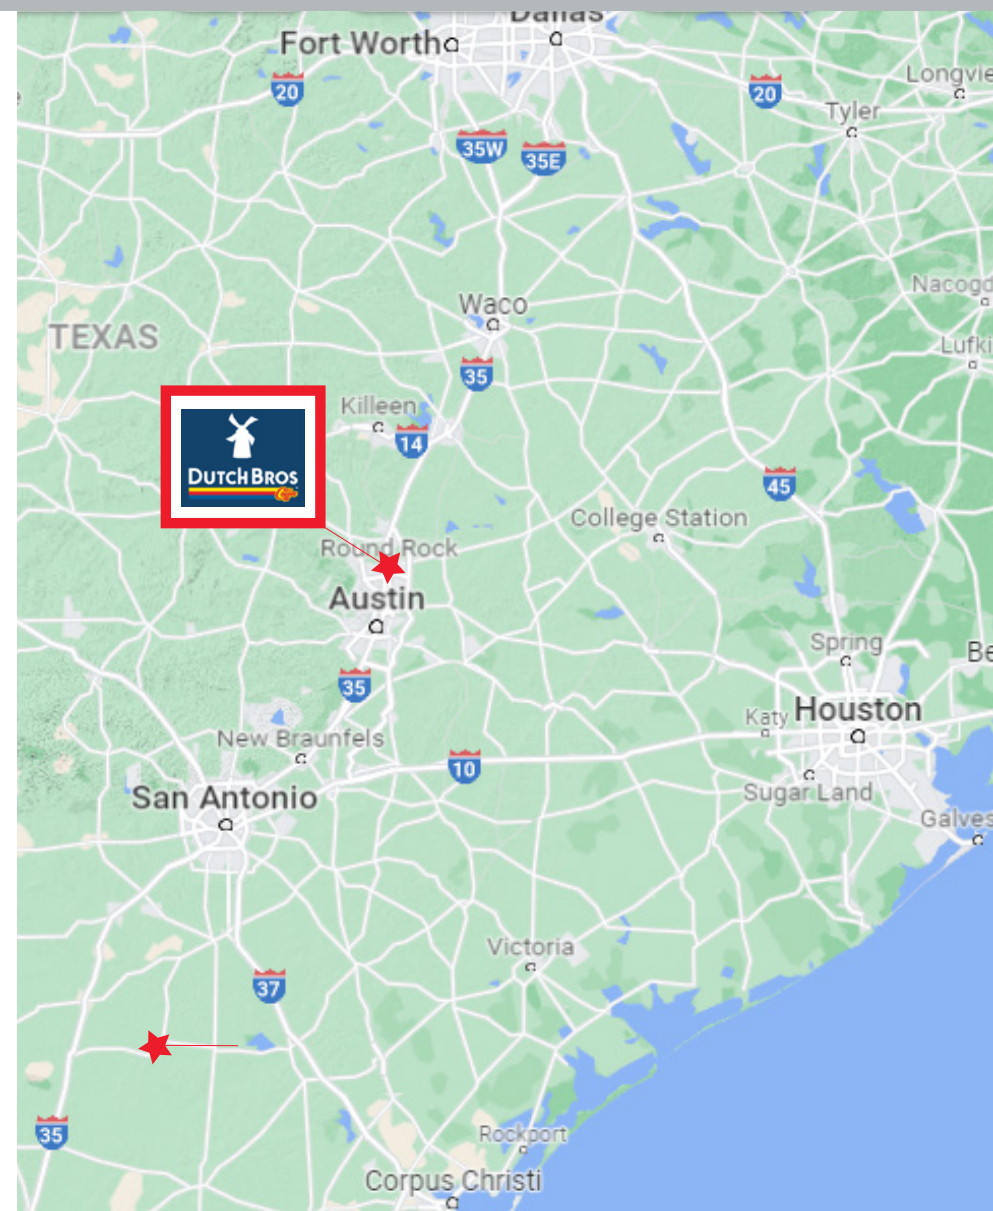 Dallas
Fort Worth
20
20
Longvie
Tyler
35W
35E
Nacogd
Waco
TEXAS
Lufki
35
Killeen
14
DUTCH BROS
45
College Station
Round Rock
Austin
Spring
Be
35
Katy
Houston
New Braunfels
10
San Antonio
Sugar Land
Galves
Victoria
37
35
Rockport
Corpus Christi